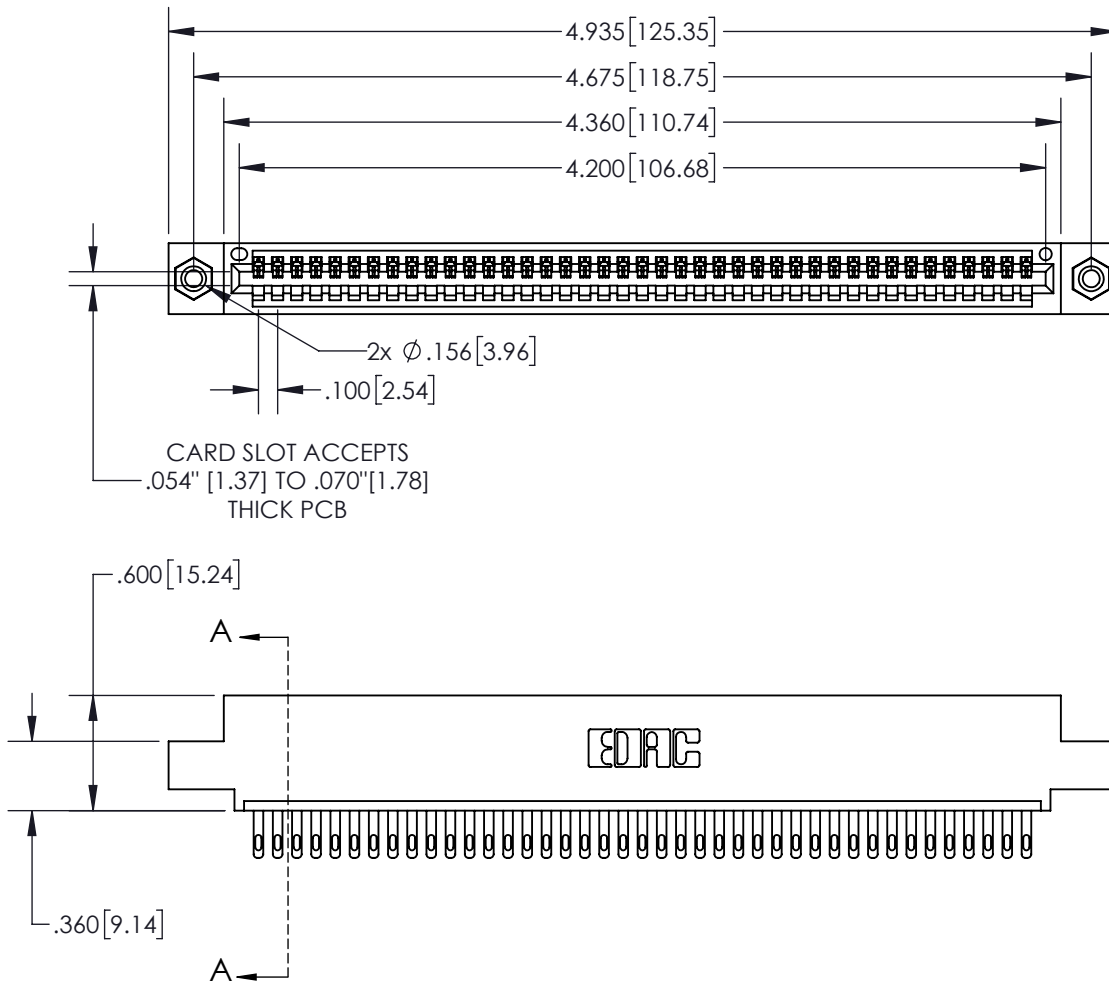 4.935[125.35]
4.675[118.75]
4.360[110.74]
4.200[106.68]
2x Ø.156[3.96]
.100[2.54]
CARD SLOT ACCEPTS
.054" [1.37] TO .070"[1.78]
THICK PCB
.600[15.24]
A
EDAC
.360[9.14]
A